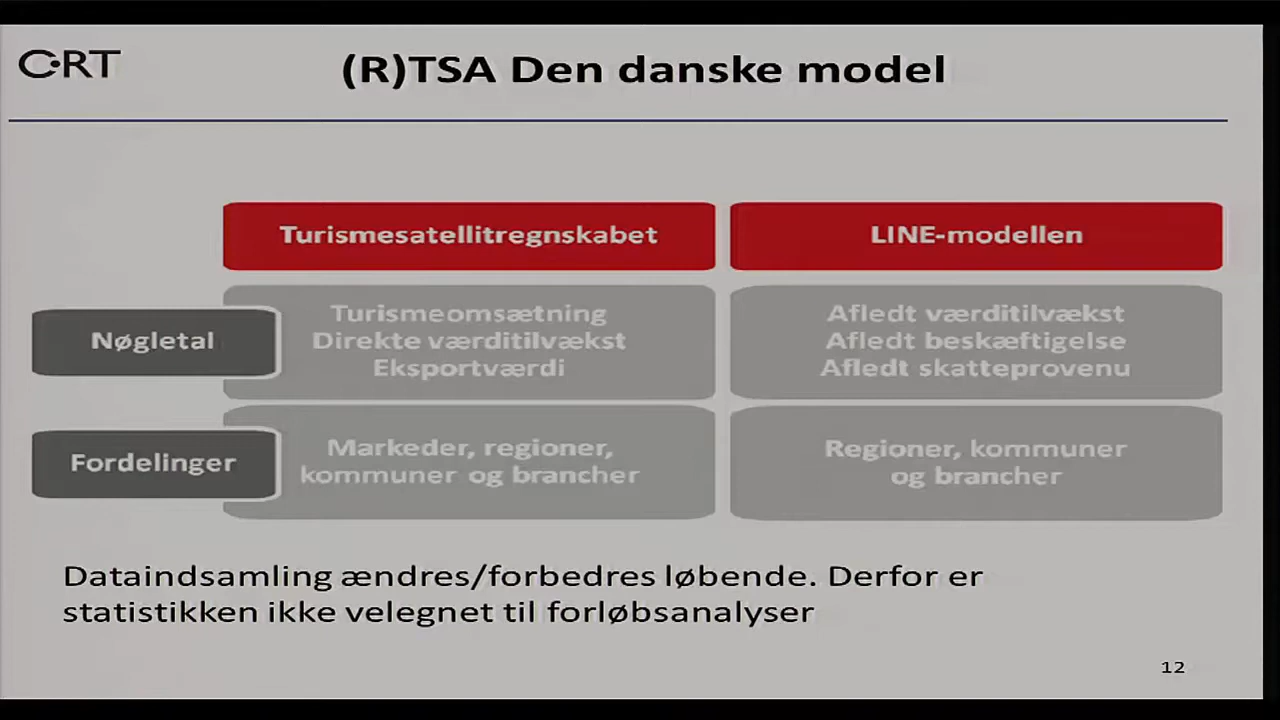 CRT
(R)TSA Den danske model
Turismesatellitregnskabet
LINE-modellen
Nøgletal
Turismeomsætning
Direkte værditilvækst
Eksportværdi
Afledt værditilvækst
Afledt beskæftigelse
Afledt skatteprovenu
Fordelinger
Markeder, regioner,
kommuner og brancher
Regioner, kommuner
og brancher
Dataindsamling ændres/forbedres løbende. Derfor er
statistikken ikke velegnet til forløbsanalyser
12